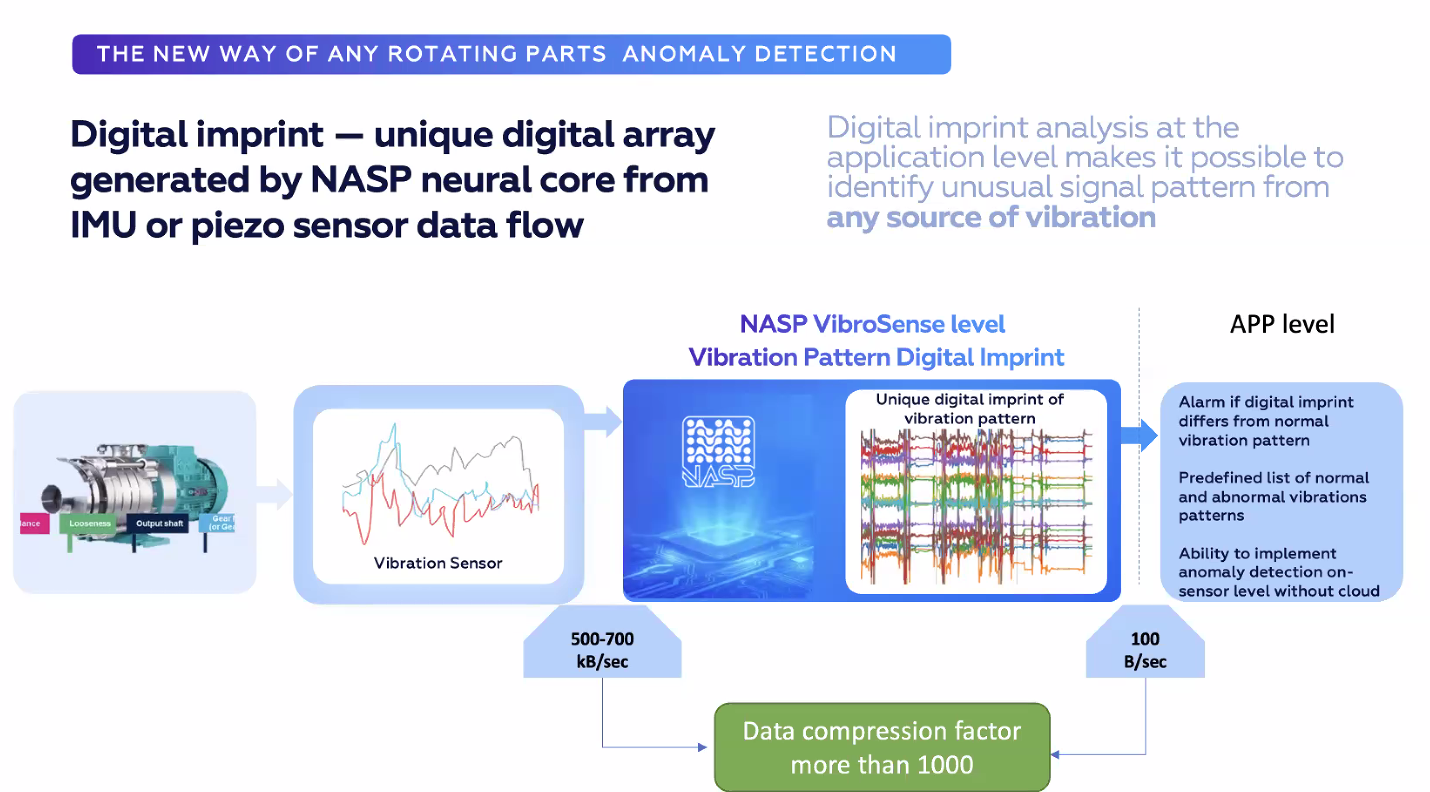 THE NEW WAY OF ANY ROTATING PARTS ANOMALY DETECTION
Digital imprint — unique digital array
generated by NASP neural core from
IMU or piezo sensor data flow
Digital imprint analysis at the
application level makes it possible to
identify unusual signal pattern from
any source of vibration
NASP VibroSense level
Vibration Pattern Digital Imprint
APP level
lance
Looseness
Output shaft
Gear
(or Ge
Vibration Sensor
NASP
Unique digital imprint of
vibration pattern
Alarm if digital imprint
differs from normal
vibration pattern
Predefined list of normal
and abnormal vibrations
patterns
Ability to implement
anomaly detection on-
sensor level without cloud
500-700
kB/sec
100
B/sec
Data compression factor
more than 1000